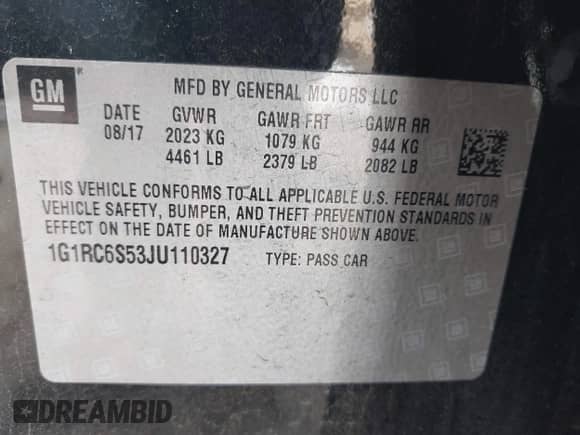 GM
MFD BY GENERAL MOTORS LLC
DATE GVWR GAWR FRT GAWR RR
08/17 2023 KG 1079 KG 944 KG
4461 LB 2379 LB 2082 LB
THIS VEHICLE CONFORMS TO ALL APPLICABLE U.S. FEDERAL MOTOR
VEHICLE SAFETY, BUMPER, AND THEFT PREVENTION STANDARDS IN
EFFECT ON THE DATE OF MANUFACTURE SHOWN ABOVE.
1G1RC6S53JU110327 TYPE: PASS CAR
DREAMBID